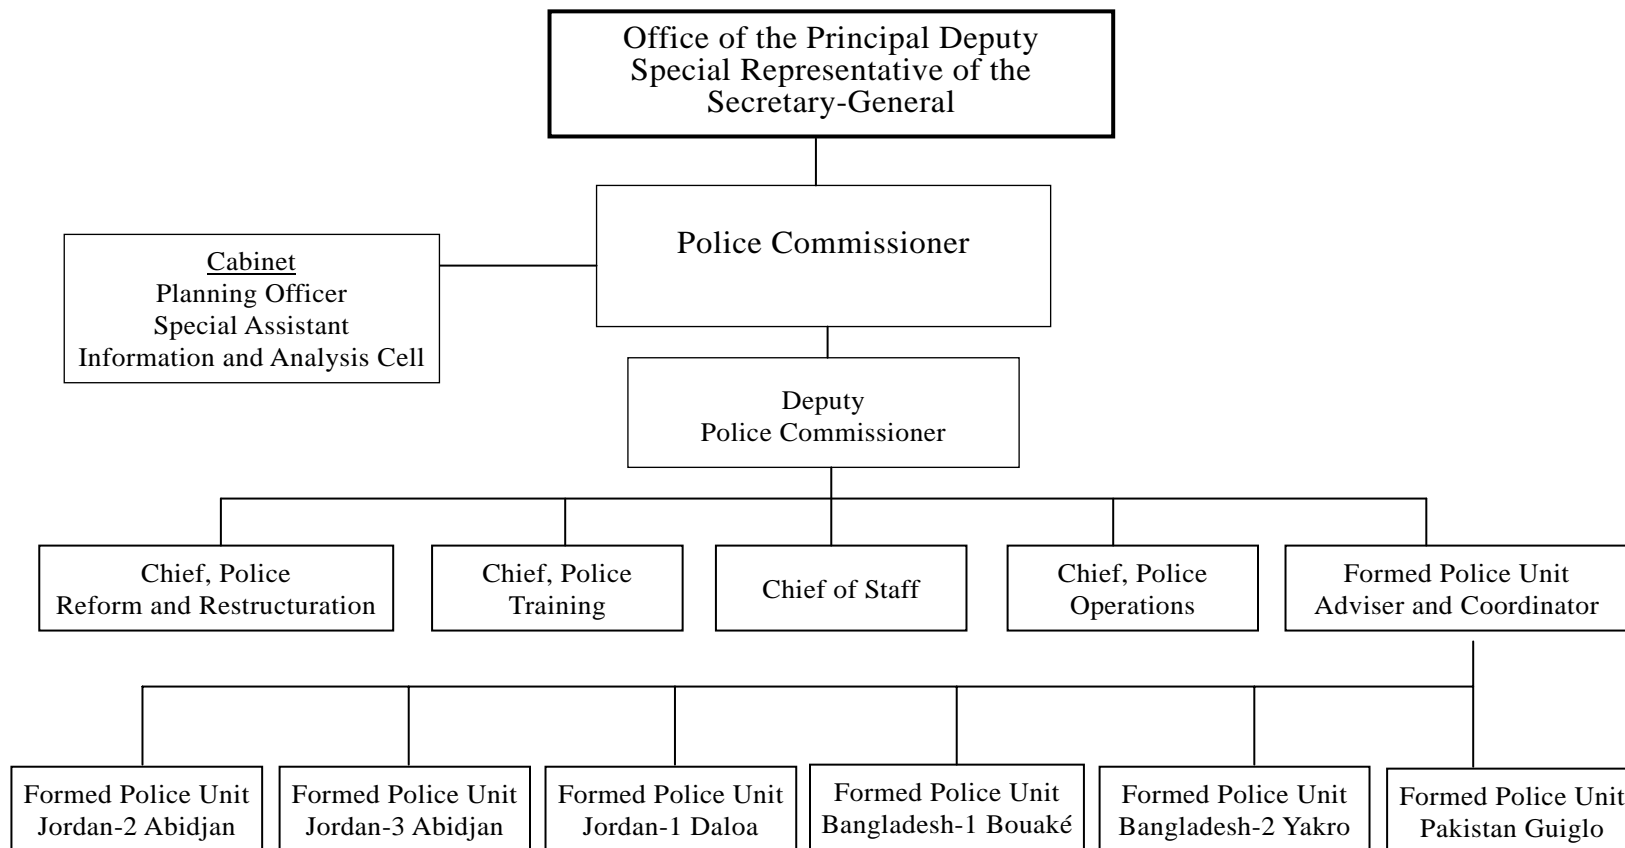 Office of the Principal Deputy
Special Representative of the
Secretary-General
Police Commissioner
Cabinet
Planning Officer
Special Assistant
Information and Analysis Cell
Deputy
Police Commissioner
Chief, Police
Reform and Restructuration
Chief, Police
Training
Chief of Staff
Chief, Police
Operations
Formed Police Unit
Adviser and Coordinator
Formed Police Unit
Jordan-2 Abidjan
Formed Police Unit
Jordan-3 Abidjan
Formed Police Unit
Jordan-1 Daloa
Formed Police Unit
Bangladesh-1 Bouaké
Formed Police Unit
Bangladesh-2 Yakro
Formed Police Unit
Pakistan Guiglo